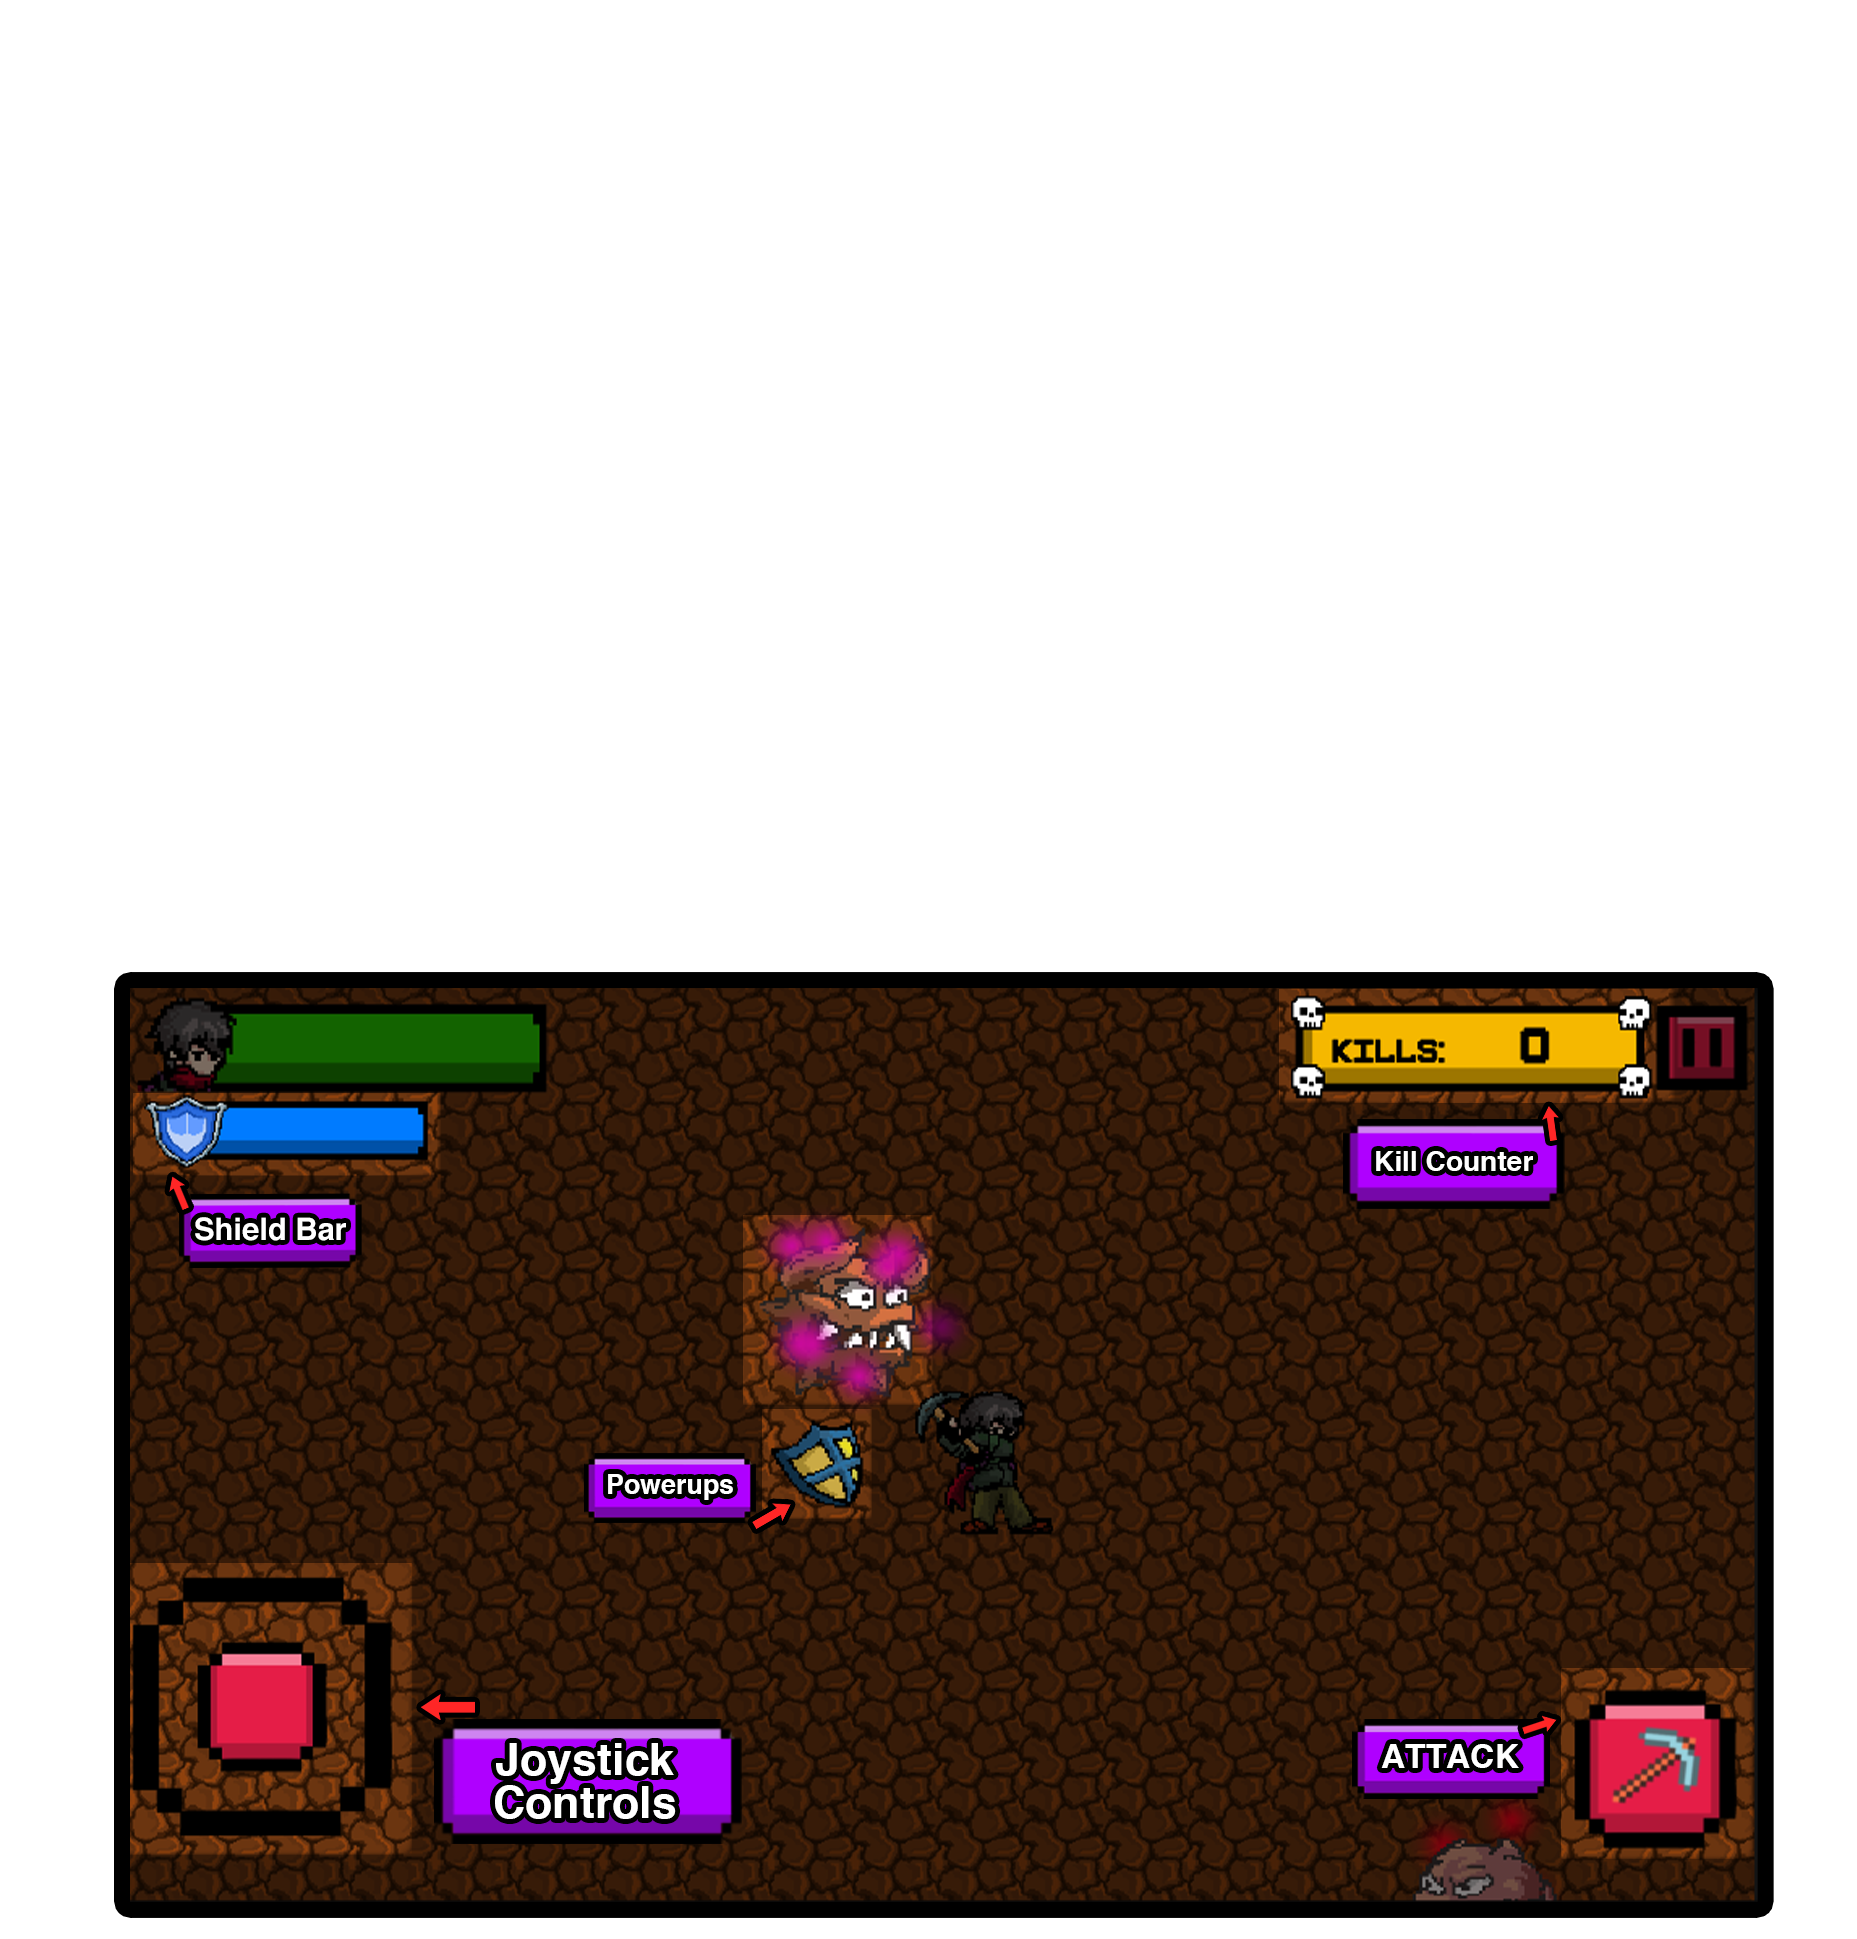 KILLS: 0
Kill Counter
Shield Bar
Powerups
Joystick
Controls
ATTACK